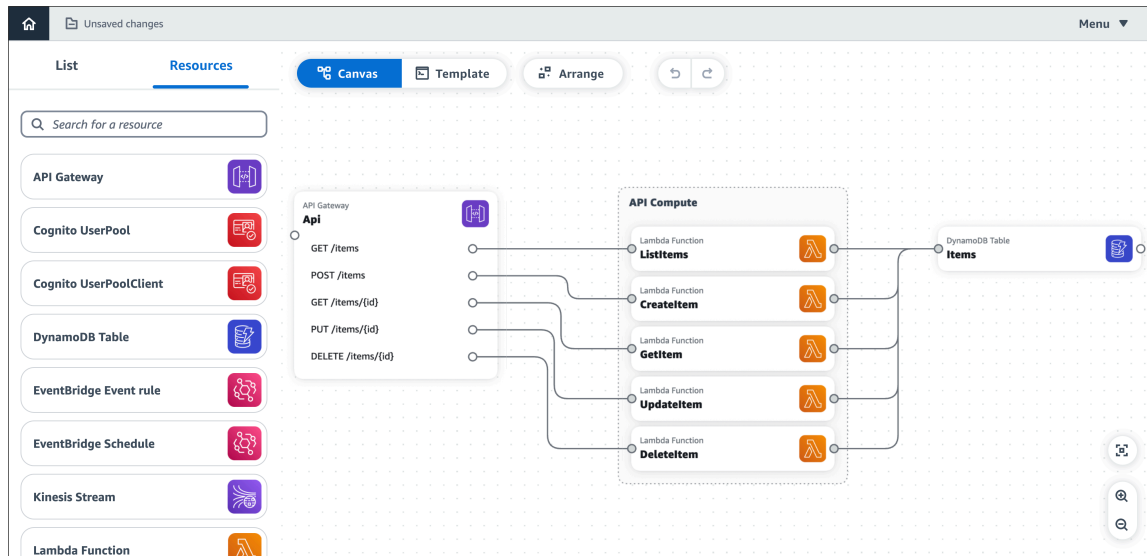 Unsaved changes
Menu
List
Resources
Canvas
Template
Arrange
Search for a resource
API Gateway
Cognito UserPool
Cognito UserPoolClient
DynamoDB Table
EventBridge Event rule
EventBridge Schedule
Kinesis Stream
Lambda Function
API Gateway
Api
GET /items
POST /items
GET /items/{id}
PUT /items/{id}
DELETE /items/{id}
API Compute
Lambda Function
ListItems
Lambda Function
CreateItem
Lambda Function
GetItem
Lambda Function
UpdateItem
Lambda Function
DeleteItem
DynamoDB Table
Items